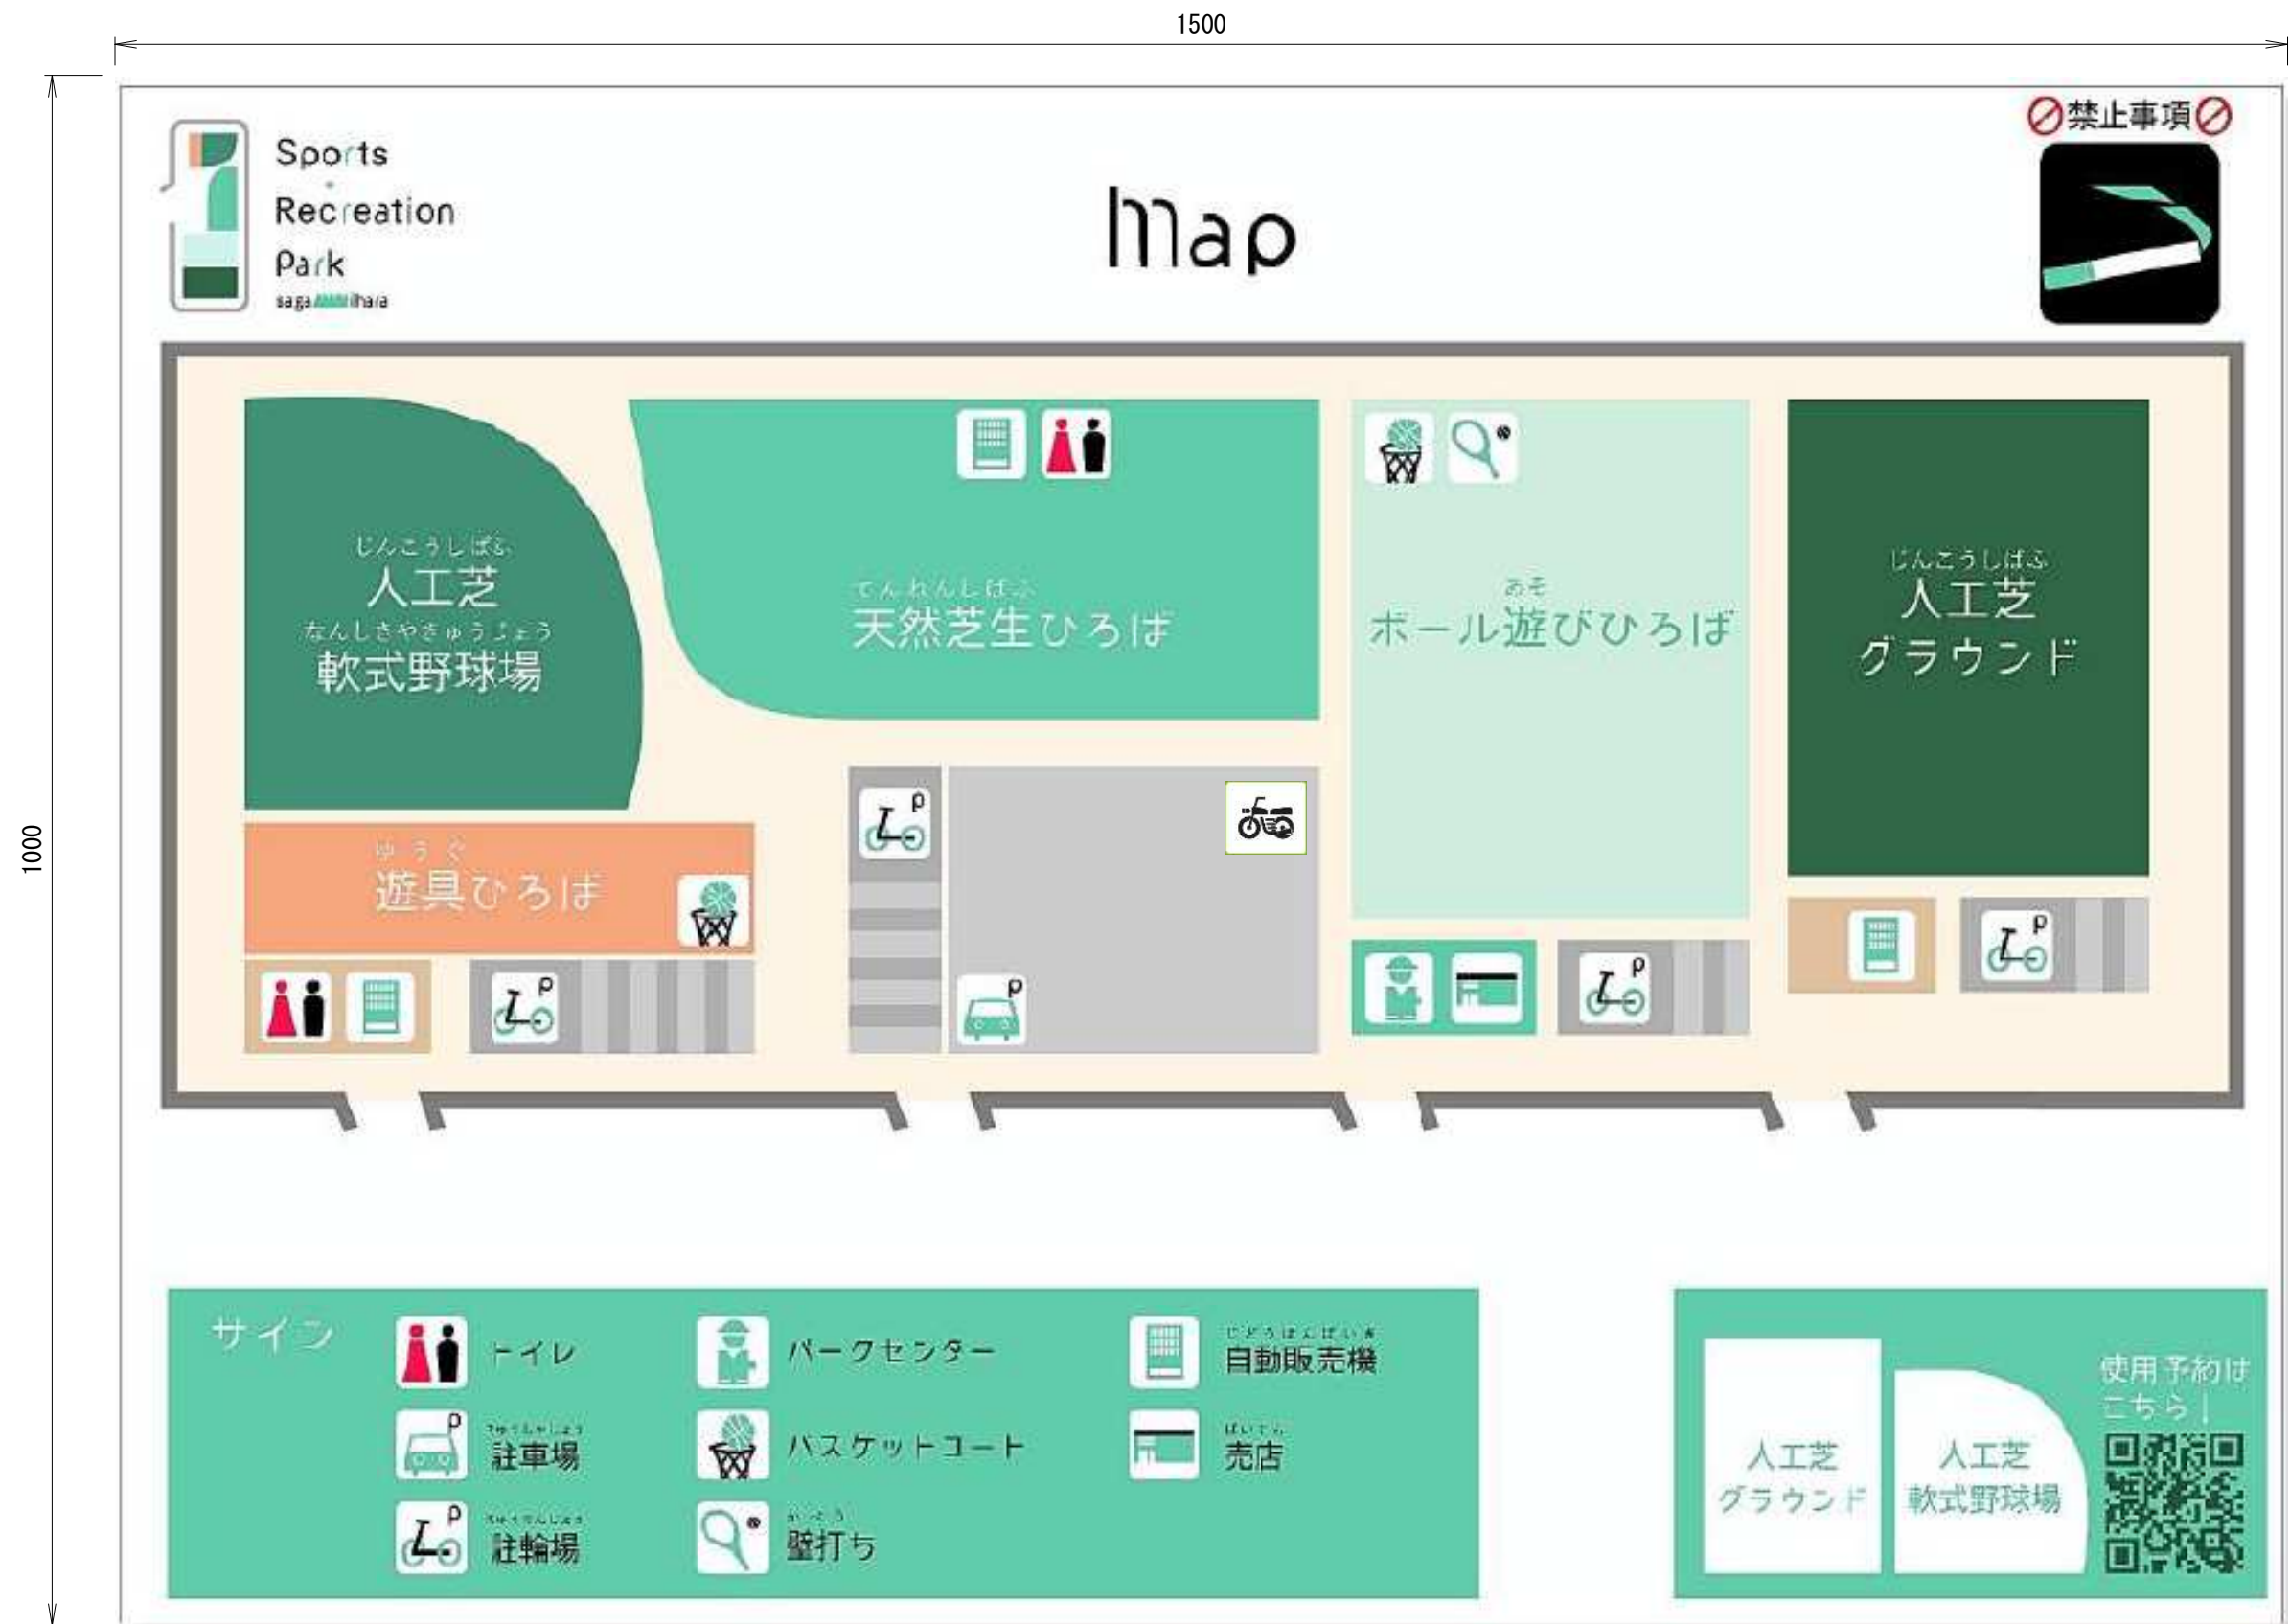 1500
1000
Sports
Recreation
Park
sagamihara
Map
禁止事項
じんこうしばふ
人工芝
なんしきやきゅうじょう
軟式野球場
てんねんしばふ
天然芝生ひろば
あそ
ボール遊びひろば
じんこうしばふ
人工芝
グラウンド
ゆうぐ
遊具ひろば
P
P
P
P
P
サイン
トイレ
P
ちゅうしゃじょう
駐車場
P
ちゅうりんじょう
駐輪場
パークセンター
バスケットコート
かべう
壁打ち
じどうはんばいき
自動販売機
ばいてん
売店
人工芝
グラウンド
人工芝
軟式野球場
使用予約は
こちら↓